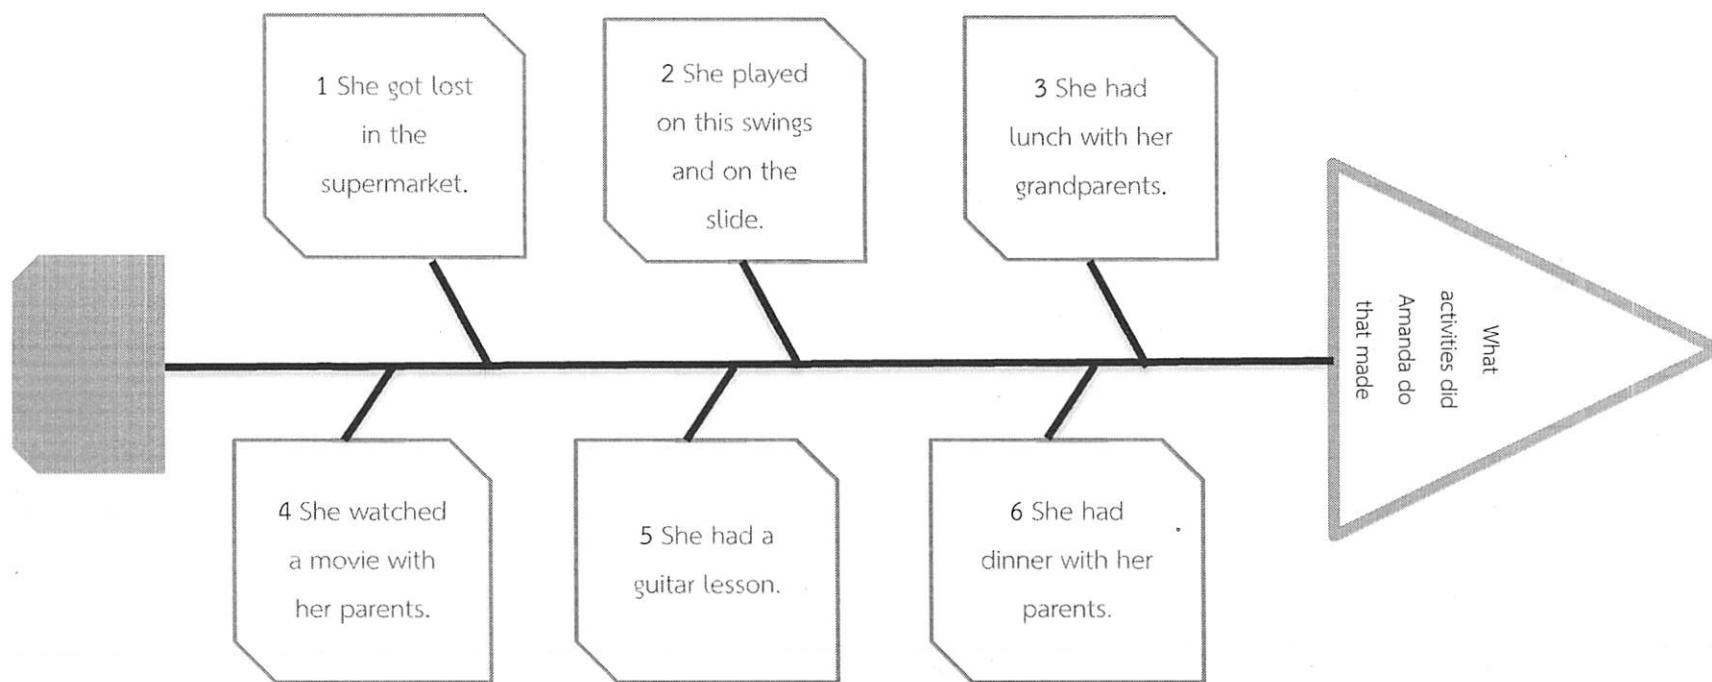 1 She got lost
in the
supermarket.
2 She played
on this swings
and on the
slide.
3 She had
lunch with her
grandparents.
What
activities did
Amanda do
that made
4 She watched
a movie with
her parents.
5 She had a
guitar lesson.
6 She had
dinner with her
parents.